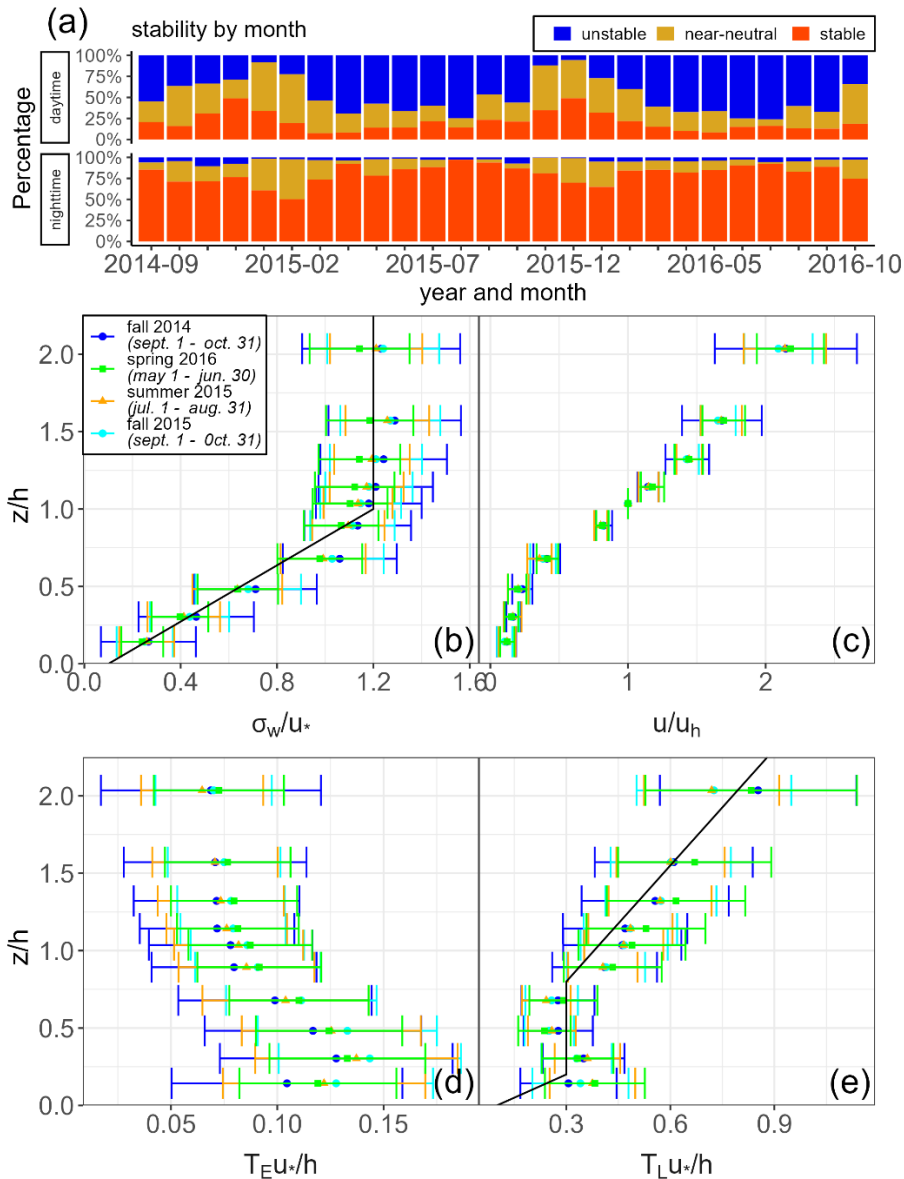 (a)
stability by month
unstable near-neutral stable
Percentage
daytime
100%
75%
50%
25%
0%
nighttime
100%
75%
50%
25%
0%
2014-09 2015-02 2015-07 2015-12 2016-05 2016-10
year and month
fall 2014
(sept. 1 - oct. 31)
spring 2016
(may 1 - jun. 30)
summer 2015
(jul. 1 - aug. 31)
fall 2015
(sept. 1 - 0ct. 31)
z/h
2.0
1.5
1.0
0.5
0.0
(b)
0.0 0.4 0.8 1.2 1.6
σw/u*
(c)
0 1 2
u/uh
z/h
2.0
1.5
1.0
0.5
0.0
(d)
0.05 0.10 0.15
TEu*/h
(e)
0.3 0.6 0.9
TLu*/h